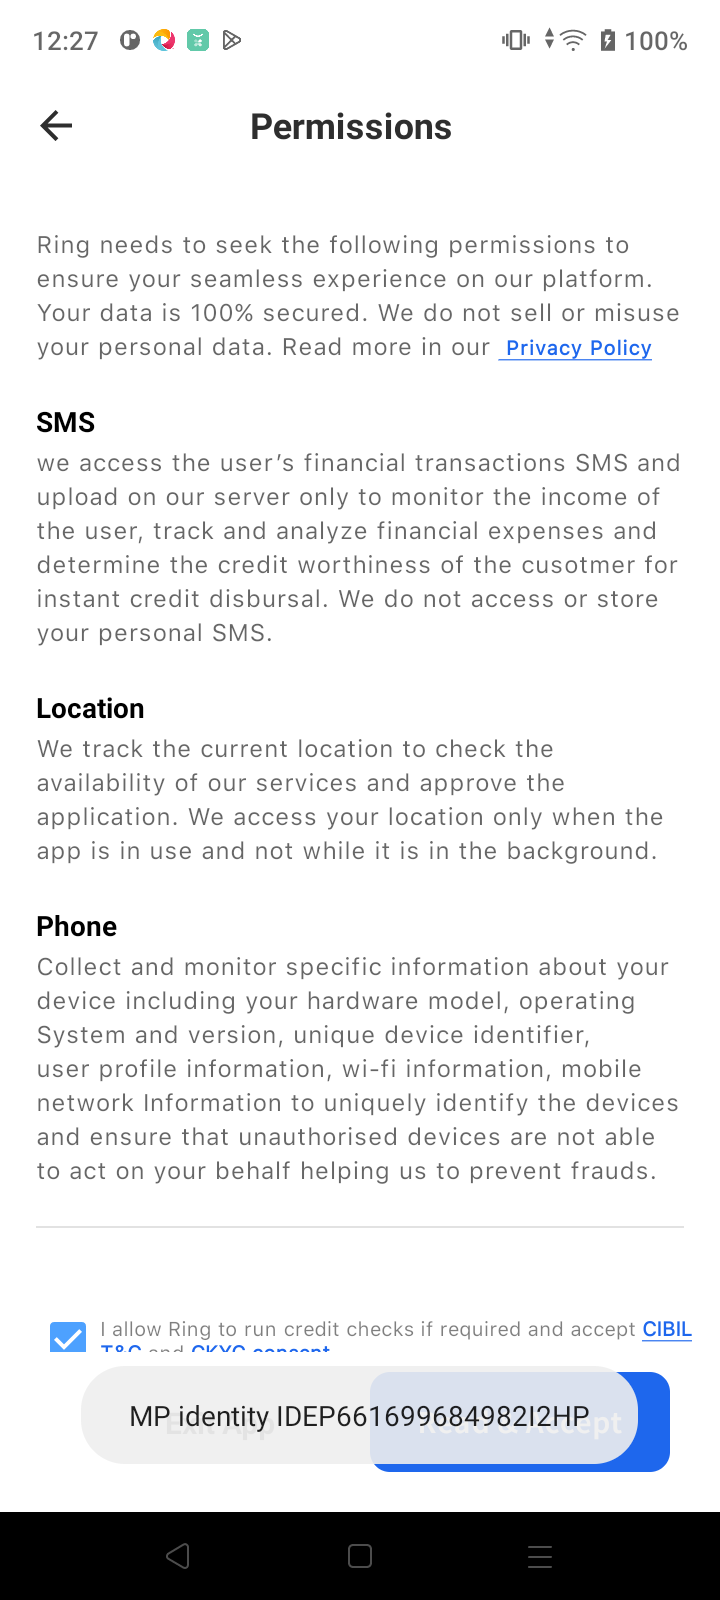 12:27
100%
Permissions
Ring needs to seek the following permissions to
ensure your seamless experience on our platform.
Your data is 100% secured. We do not sell or misuse
your personal data. Read more in our Privacy Policy
SMS
we access the user's financial transactions SMS and
upload on our server only to monitor the income of
the user, track and analyze financial expenses and
determine the credit worthiness of the cusotmer for
instant credit disbursal. We do not access or store
your personal SMS.
Location
We track the current location to check the
availability of our services and approve the
application. We access your location only when the
app is in use and not while it is in the background.
Phone
Collect and monitor specific information about your
device including your hardware model, operating
System and version, unique device identifier,
user profile information, wi-fi information, mobile
network Information to uniquely identify the devices
and ensure that unauthorised devices are not able
to act on your behalf helping us to prevent frauds.
I allow Ring to run credit checks if required and accept CIBIL
T&C and CKYC consent
MP identity IDEP661699684982I2HP
Exit App
Read & Accept